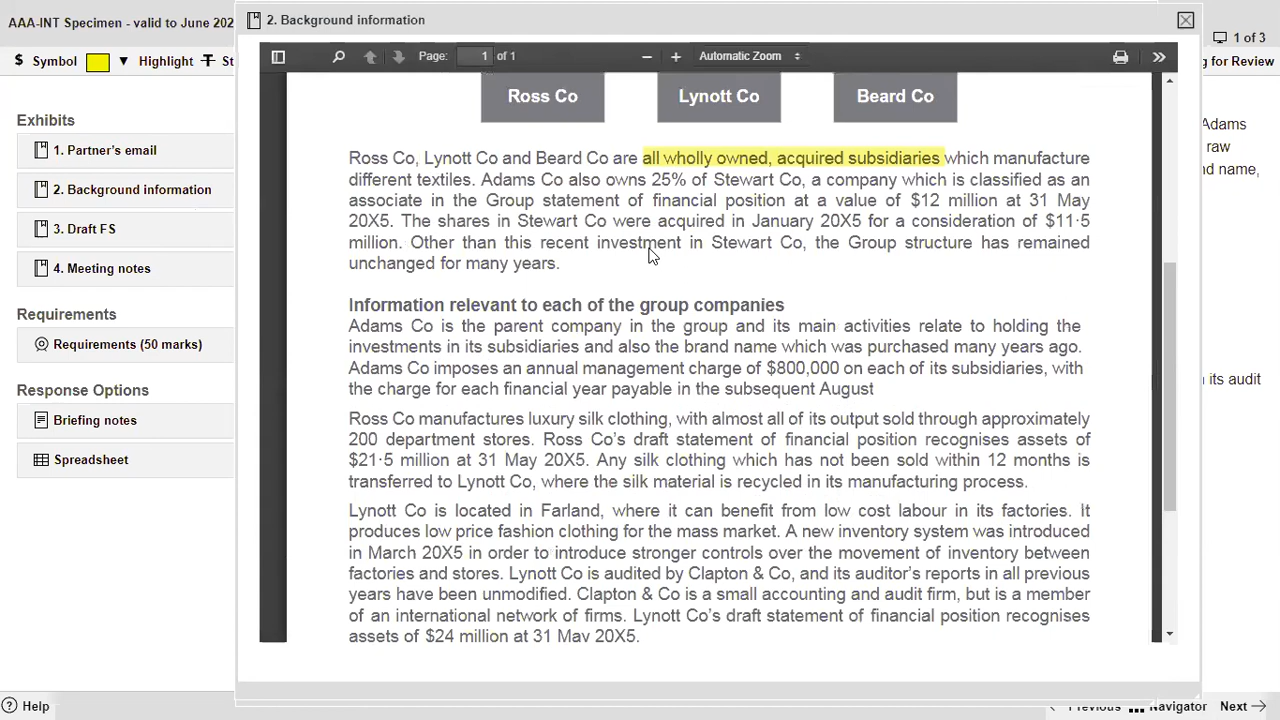 AAA-INT Specimen - valid to June 202
2. Background information
1 of 3
$ Symbol
Highlight
T St
Page: 1 of 1
Automatic Zoom
g for Review
Exhibits
1. Partner's email
2. Background information
3. Draft FS
4. Meeting notes
Requirements
Requirements (50 marks)
Response Options
Briefing notes
Spreadsheet
Ross Co
Lynott Co
Beard Co
Ross Co, Lynott Co and Beard Co are all wholly owned, acquired subsidiaries which manufacture
different textiles. Adams Co also owns 25% of Stewart Co, a company which is classified as an
associate in the Group statement of financial position at a value of $12 million at 31 May
20X5. The shares in Stewart Co were acquired in January 20X5 for a consideration of $11·5
million. Other than this recent investment in Stewart Co, the Group structure has remained
unchanged for many years.
Information relevant to each of the group companies
Adams Co is the parent company in the group and its main activities relate to holding the
investments in its subsidiaries and also the brand name which was purchased many years ago.
Adams Co imposes an annual management charge of $800,000 on each of its subsidiaries, with
the charge for each financial year payable in the subsequent August
Ross Co manufactures luxury silk clothing, with almost all of its output sold through approximately
200 department stores. Ross Co's draft statement of financial position recognises assets of
$21·5 million at 31 May 20X5. Any silk clothing which has not been sold within 12 months is
transferred to Lynott Co, where the silk material is recycled in its manufacturing process.
Lynott Co is located in Farland, where it can benefit from low cost labour in its factories. It
produces low price fashion clothing for the mass market. A new inventory system was introduced
in March 20X5 in order to introduce stronger controls over the movement of inventory between
factories and stores. Lynott Co is audited by Clapton & Co, and its auditor's reports in all previous
years have been unmodified. Clapton & Co is a small accounting and audit firm, but is a member
of an international network of firms. Lynott Co's draft statement of financial position recognises
assets of $24 million at 31 May 20X5.
Adams
raw
nd name,
n its audit
Help
Previous
Navigator
Next